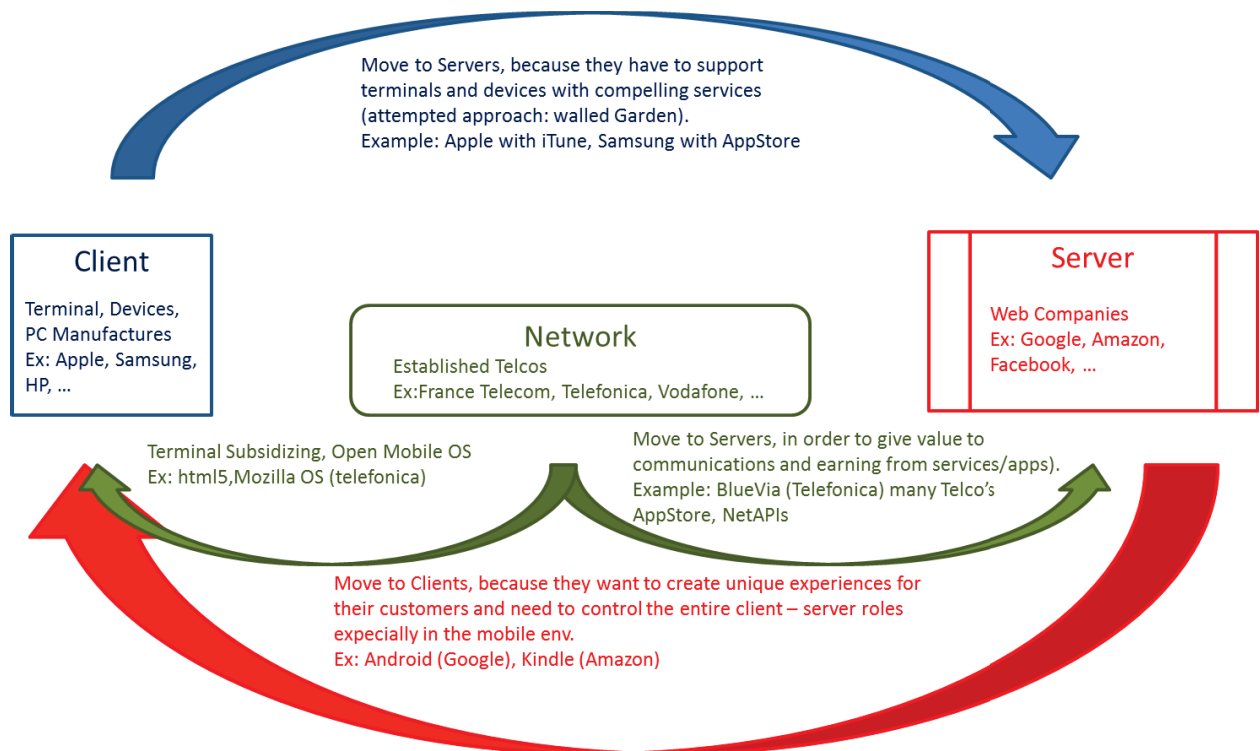 Move to Servers, because they have to support
terminals and devices with compelling services
(attempted approach: walled Garden).
Example: Apple with iTune, Samsung with AppStore
Client
Terminal, Devices,
PC Manufactures
Ex: Apple, Samsung,
HP, ...
Network
Established Telcos
Ex:France Telecom, Telefonica, Vodafone, ...
Server
Web Companies
Ex: Google, Amazon,
Facebook, ...
Terminal Subsidizing, Open Mobile OS
Ex: html5,Mozilla OS (telefonica)
Move to Servers, in order to give value to
communications and earning from services/apps).
Example: BlueVia (Telefonica) many Telco's
AppStore, NetAPIs
Move to Clients, because they want to create unique experiences for
their customers and need to control the entire client – server roles
expecially in the mobile env.
Ex: Android (Google), Kindle (Amazon)